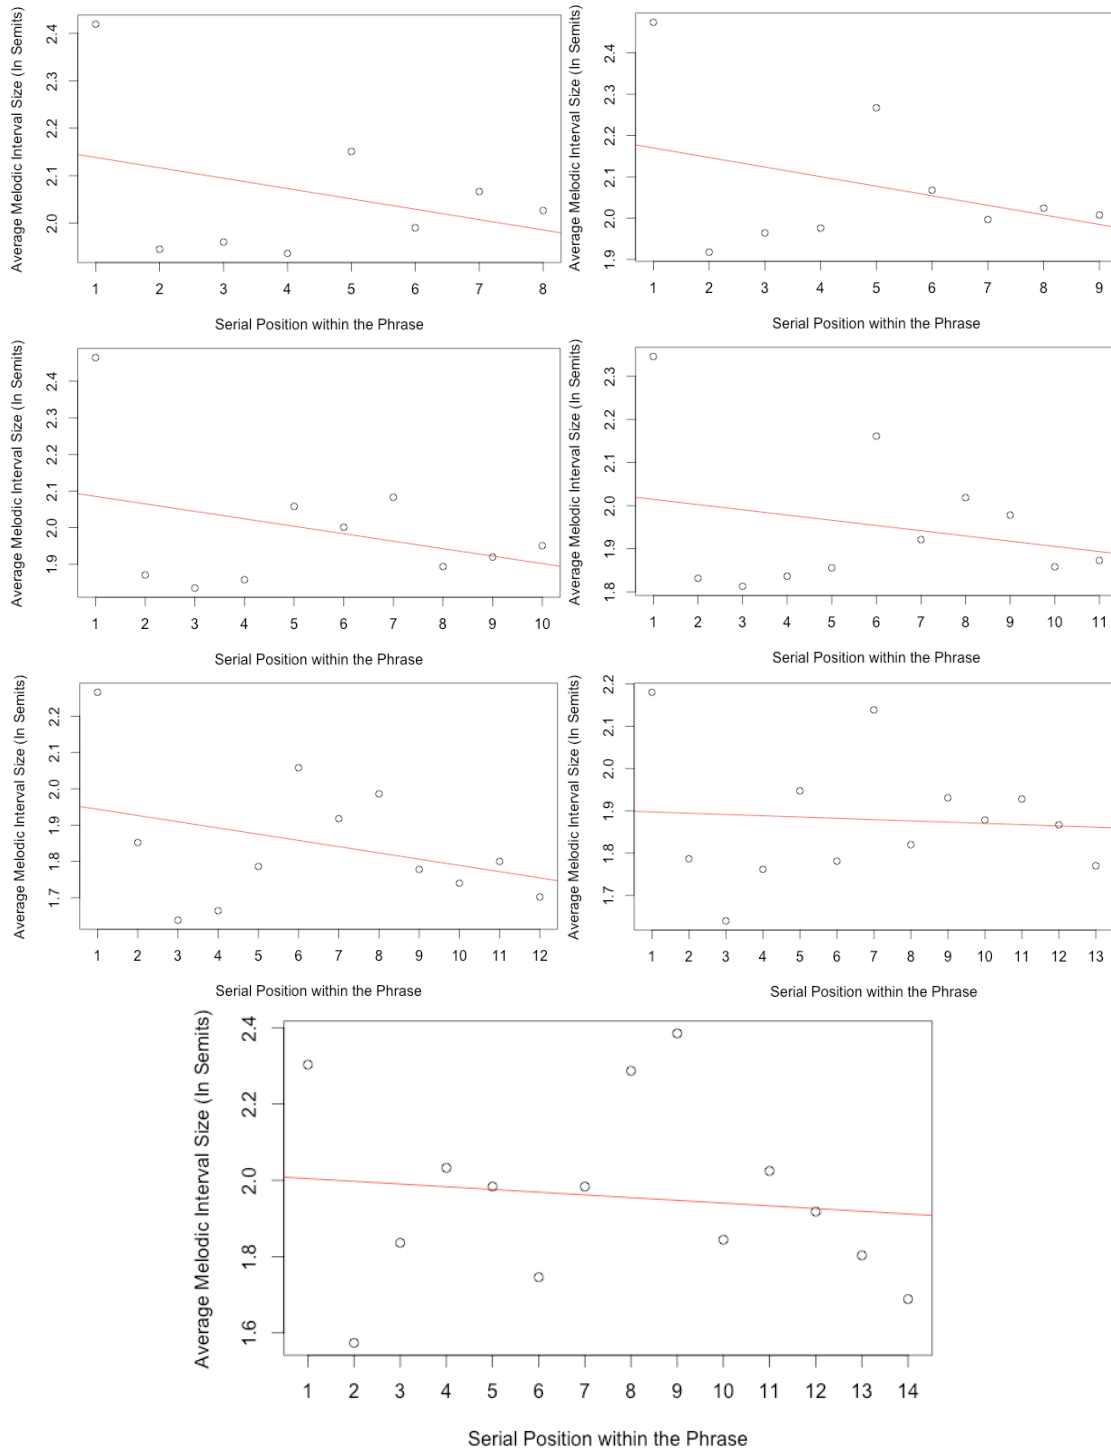 Average Melodic Interval Size (In Semits)
2.4
2.3
2.2
2.1
2.0
1 2 3 4 5 6 7 8
Serial Position within the Phrase
Average Melodic Interval Size (In Semits)
2.4
2.3
2.2
2.1
2.0
1.9
1 2 3 4 5 6 7 8 9
Serial Position within the Phrase
Average Melodic Interval Size (In Semits)
2.4
2.3
2.2
2.1
2.0
1.9
1 2 3 4 5 6 7 8 9 10
Serial Position within the Phrase
Average Melodic Interval Size (In Semits)
2.3
2.2
2.1
2.0
1.9
1.8
1 2 3 4 5 6 7 8 9 10 11
Serial Position within the Phrase
Average Melodic Interval Size (In Semits)
2.2
2.1
2.0
1.9
1.8
1.7
1 2 3 4 5 6 7 8 9 10 11 12
Serial Position within the Phrase
Average Melodic Interval Size (In Semits)
2.2
2.1
2.0
1.9
1.8
1.7
1 2 3 4 5 6 7 8 9 10 11 12 13
Serial Position within the Phrase
Average Melodic Interval Size (In Semits)
2.4
2.2
2.0
1.8
1.6
1 2 3 4 5 6 7 8 9 10 11 12 13 14
Serial Position within the Phrase